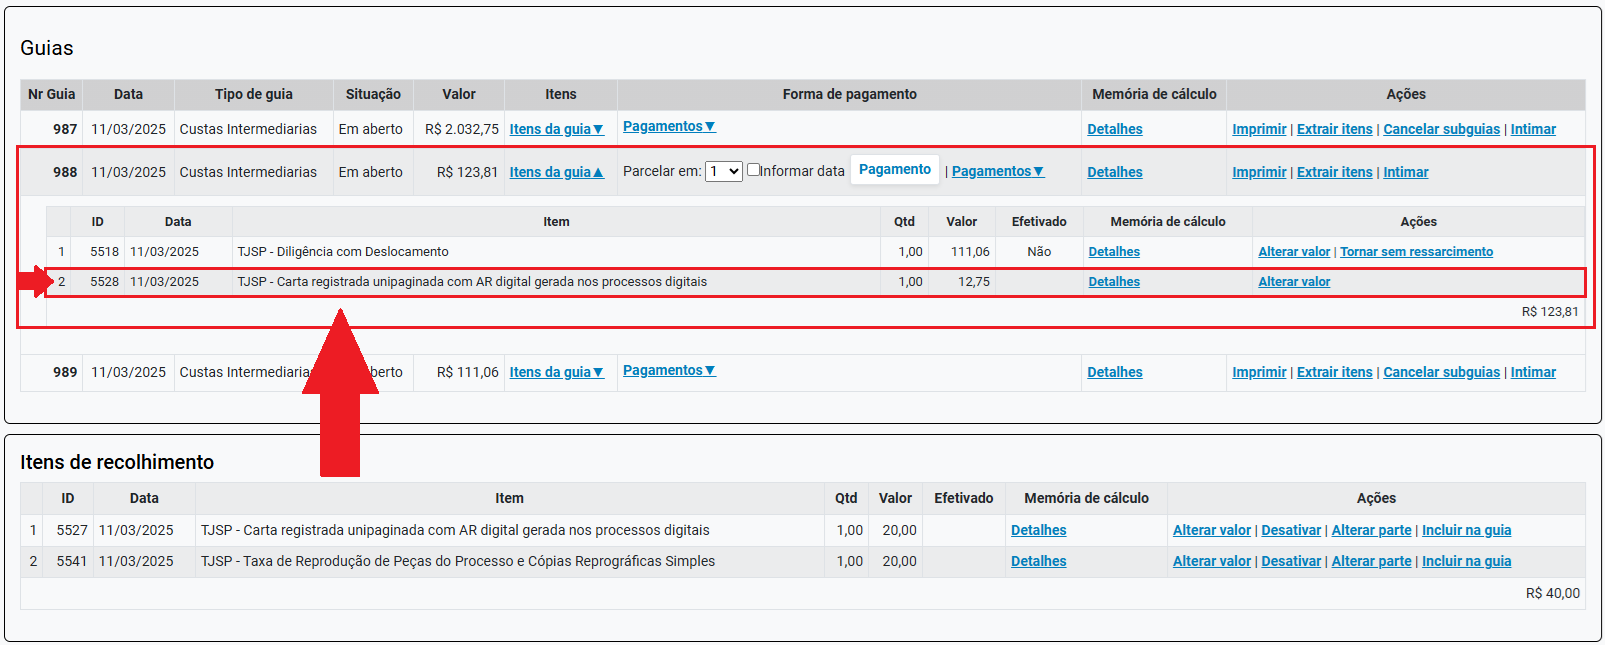 Guias
Nr Guia Data Tipo de guia Situação Valor Itens Forma de pagamento Memória de cálculo Ações
987 11/03/2025 Custas Intermediarias Em aberto R$ 2.032,75 Itens da guia▼ Pagamentos▼ Detalhes Imprimir | Extrair itens | Cancelar subguias | Intimar
988 11/03/2025 Custas Intermediarias Em aberto R$ 123,81 Itens da guia▲ Parcelar em: 1 Informar data Pagamento | Pagamentos▼ Detalhes Imprimir | Extrair itens | Intimar
ID Data Item Qtd Valor Efetivado Memória de cálculo Ações
1 5518 11/03/2025 TJSP - Diligência com Deslocamento 1,00 111,06 Não Detalhes Alterar valor | Tornar sem ressarcimento
2 5528 11/03/2025 TJSP - Carta registrada unipaginada com AR digital gerada nos processos digitais 1,00 12,75 Detalhes Alterar valor
R$ 123,81
989 11/03/2025 Custas Intermediaria berto R$ 111,06 Itens da guia▼ Pagamentos▼ Detalhes Imprimir | Extrair itens | Cancelar subguias | Intimar
Itens de recolhimento
ID Data Item Qtd Valor Efetivado Memória de cálculo Ações
1 5527 11/03/2025 TJSP - Carta registrada unipaginada com AR digital gerada nos processos digitais 1,00 20,00 Detalhes Alterar valor | Desativar | Alterar parte | Incluir na guia
2 5541 11/03/2025 TJSP - Taxa de Reprodução de Peças do Processo e Cópias Reprográficas Simples 1,00 20,00 Detalhes Alterar valor | Desativar | Alterar parte | Incluir na guia
R$ 40,00